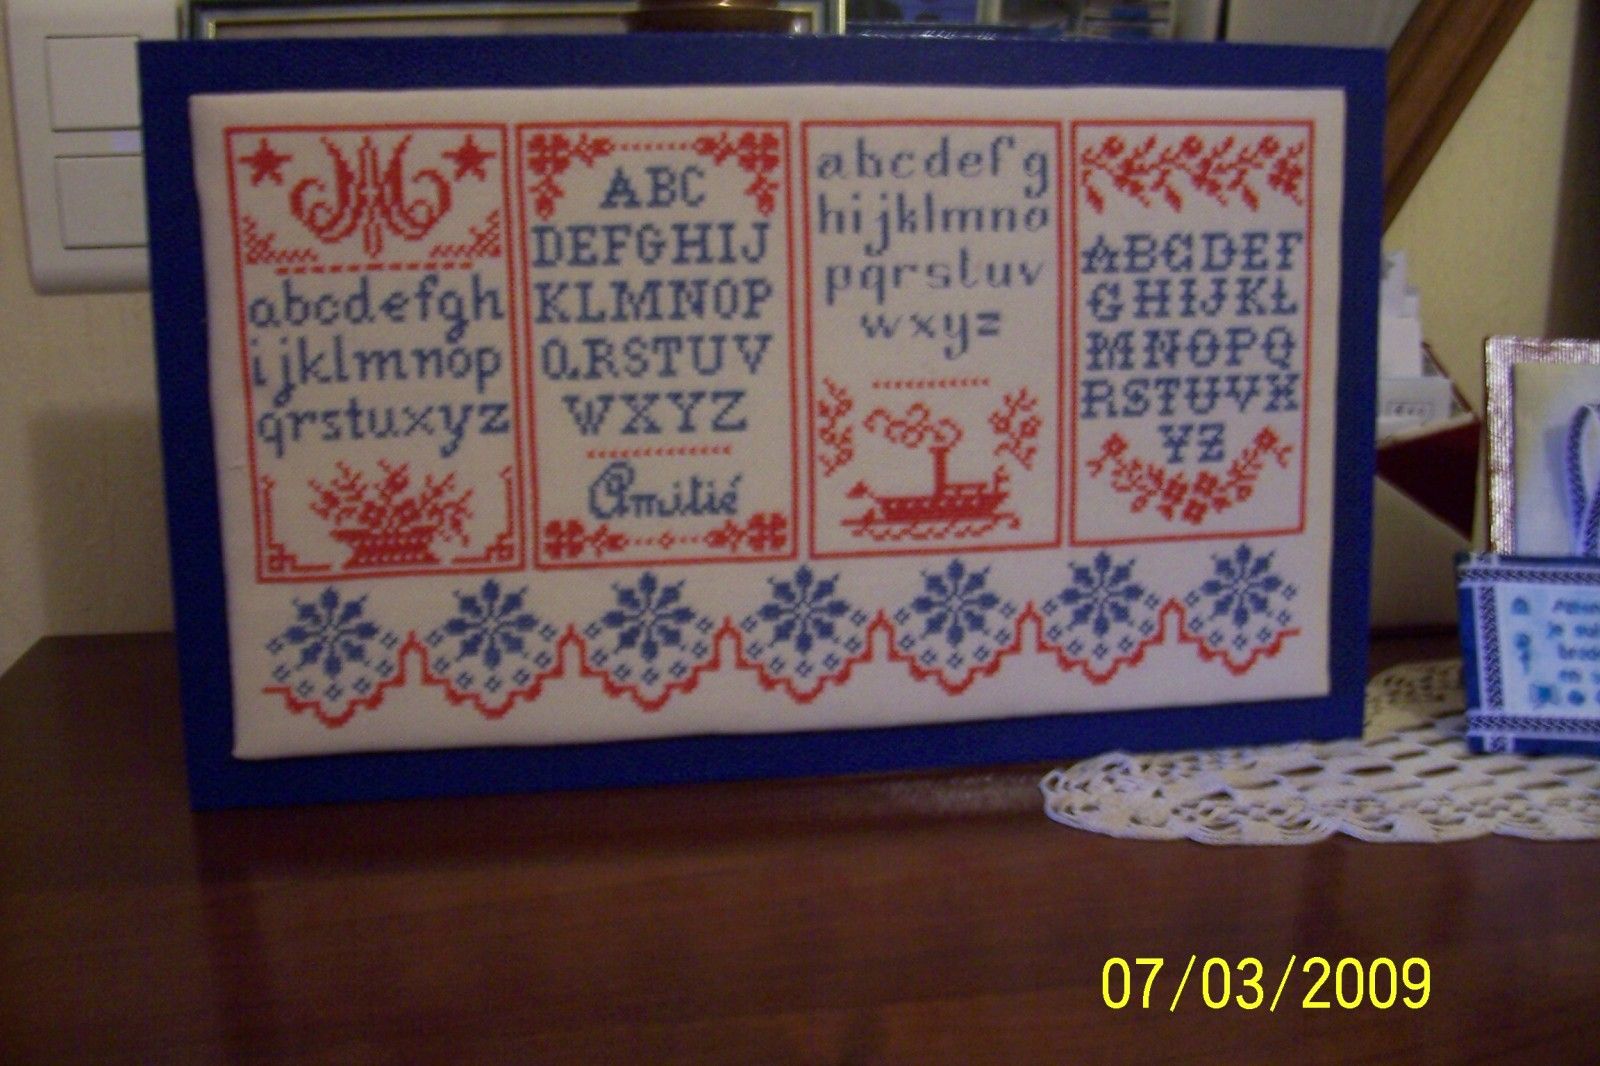 M
abcdefgh
ijklmnop
qrstuxyz
ABC
DEFGHIJ
KLMNOP
QRSTUV
WXYZ
Amitié
abcdefg
hijklmno
pqrstuv
wxyz
ABCDEF
GHIJKL
MNOPQ
RSTUVX
YZ
je
m
07/03/2009